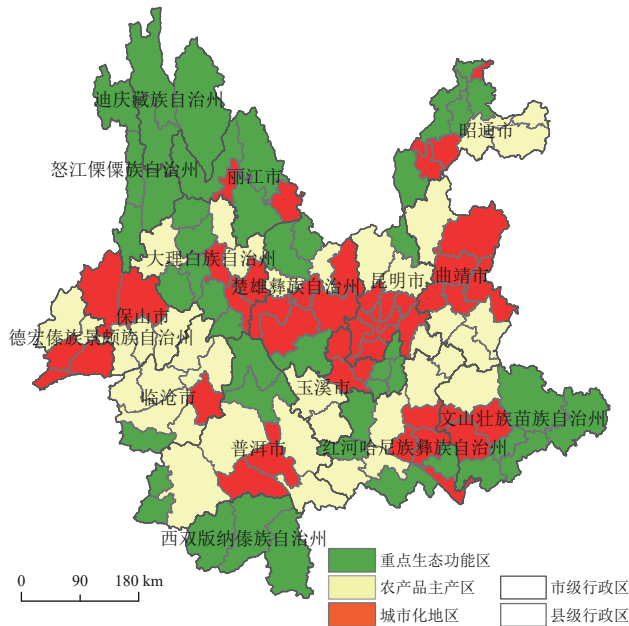 迪庆藏族自治州
昭通市
怒江傈僳族自治州
丽江市
大理白族自治州
楚雄彝族自治州
昆明市
曲靖市
保山市
德宏傣族景颇族自治州
临沧市
玉溪市
文山壮族苗族自治州
普洱市
红河哈尼族彝族自治州
西双版纳傣族自治州
重点生态功能区
农产品主产区
城市化地区
市级行政区
县级行政区
0 90 180 km